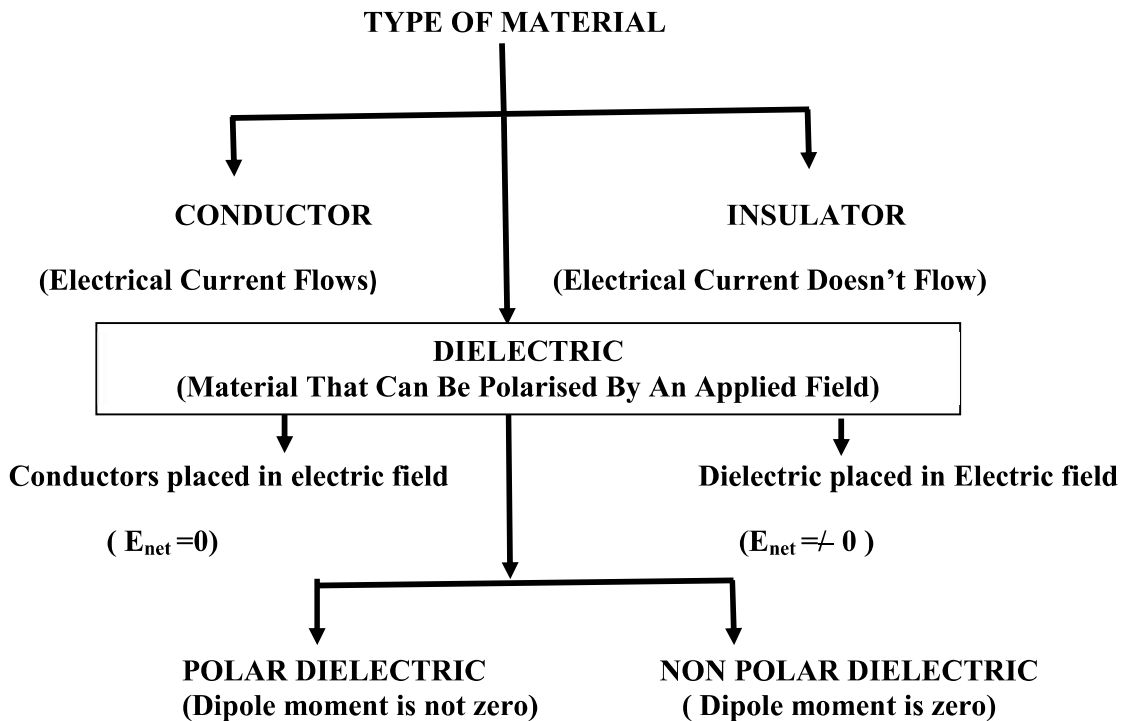 TYPE OF MATERIAL
CONDUCTOR
INSULATOR
(Electrical Current Flows)
(Electrical Current Doesn’t Flow)
DIELECTRIC
(Material That Can Be Polarised By An Applied Field)
Conductors placed in electric field
Dielectric placed in Electric field
( Enet =0)
(Enet =/- 0 )
POLAR DIELECTRIC
NON POLAR DIELECTRIC
(Dipole moment is not zero)
( Dipole moment is zero)